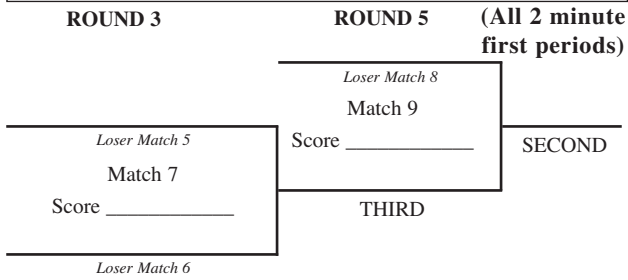 ROUND 3 ROUND 5 (All 2 minute
first periods)
Loser Match 8
Match 9
Loser Match 5 Score ____________ SECOND
Match 7
Score ____________ THIRD
Loser Match 6